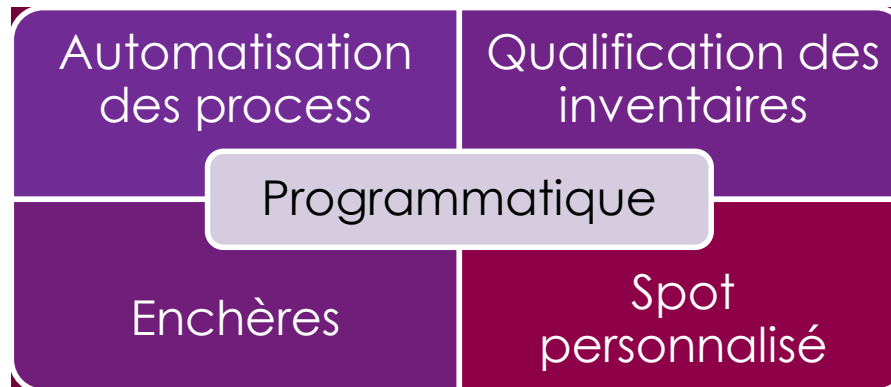 Automatisation
des process
Qualification des
inventaires
Programmatique
Enchères
Spot
personnalisé